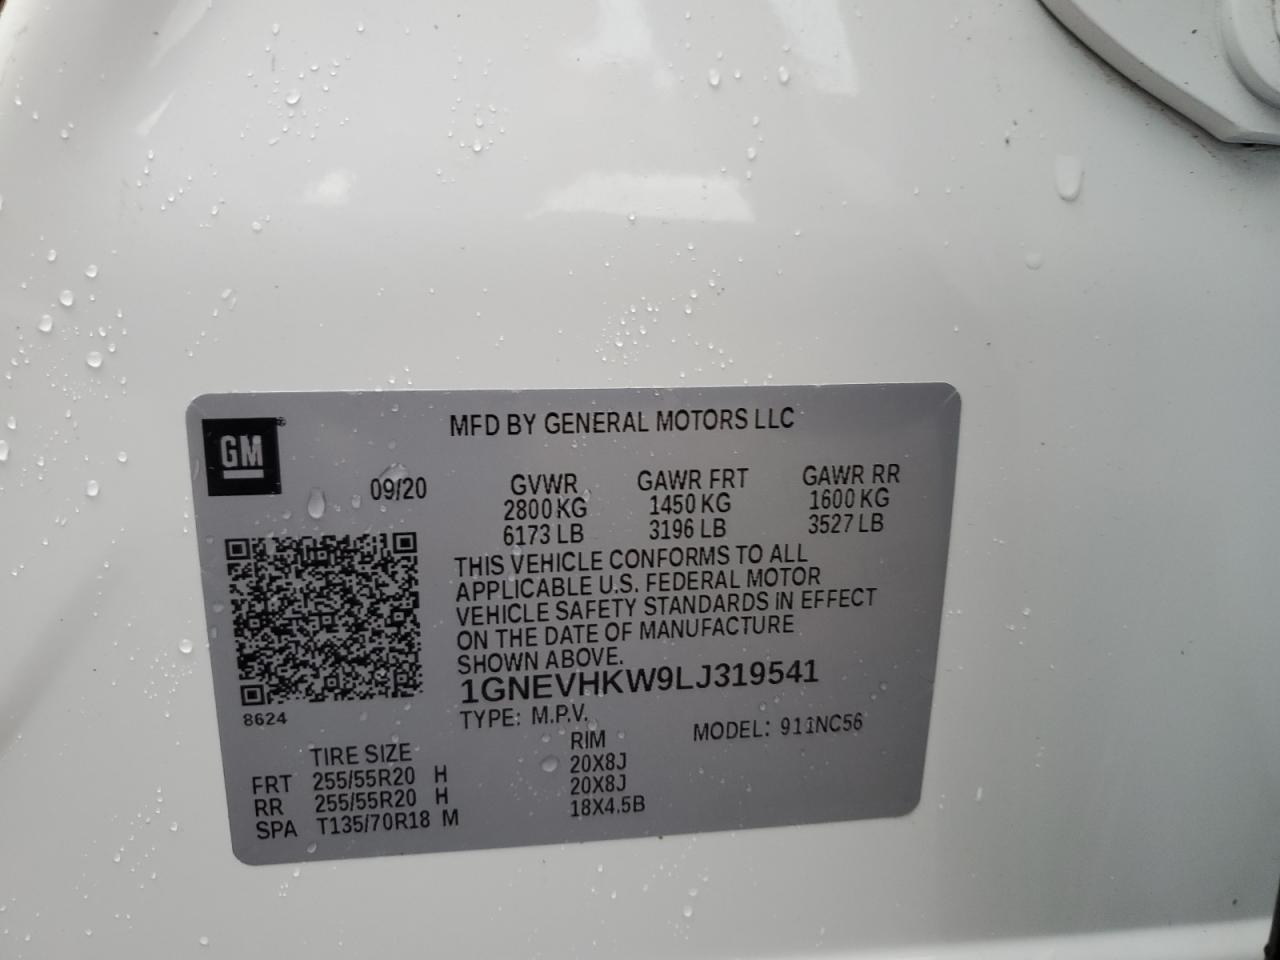 MFD BY GENERAL MOTORS LLC
GM®
09/20
GVWR GAWR FRT GAWR RR
2800 KG 1450 KG 1600 KG
6173 LB 3196 LB 3527 LB
THIS VEHICLE CONFORMS TO ALL
APPLICABLE U.S. FEDERAL MOTOR
VEHICLE SAFETY STANDARDS IN EFFECT
ON THE DATE OF MANUFACTURE
SHOWN ABOVE.
1GNEVHKW9LJ319541
8624
TYPE: M.P.V. MODEL: 911NC56
TIRE SIZE RIM
FRT 255/55R20 H 20X8J
RR 255/55R20 H 20X8J
SPA T135/70R18 M 18X4.5B